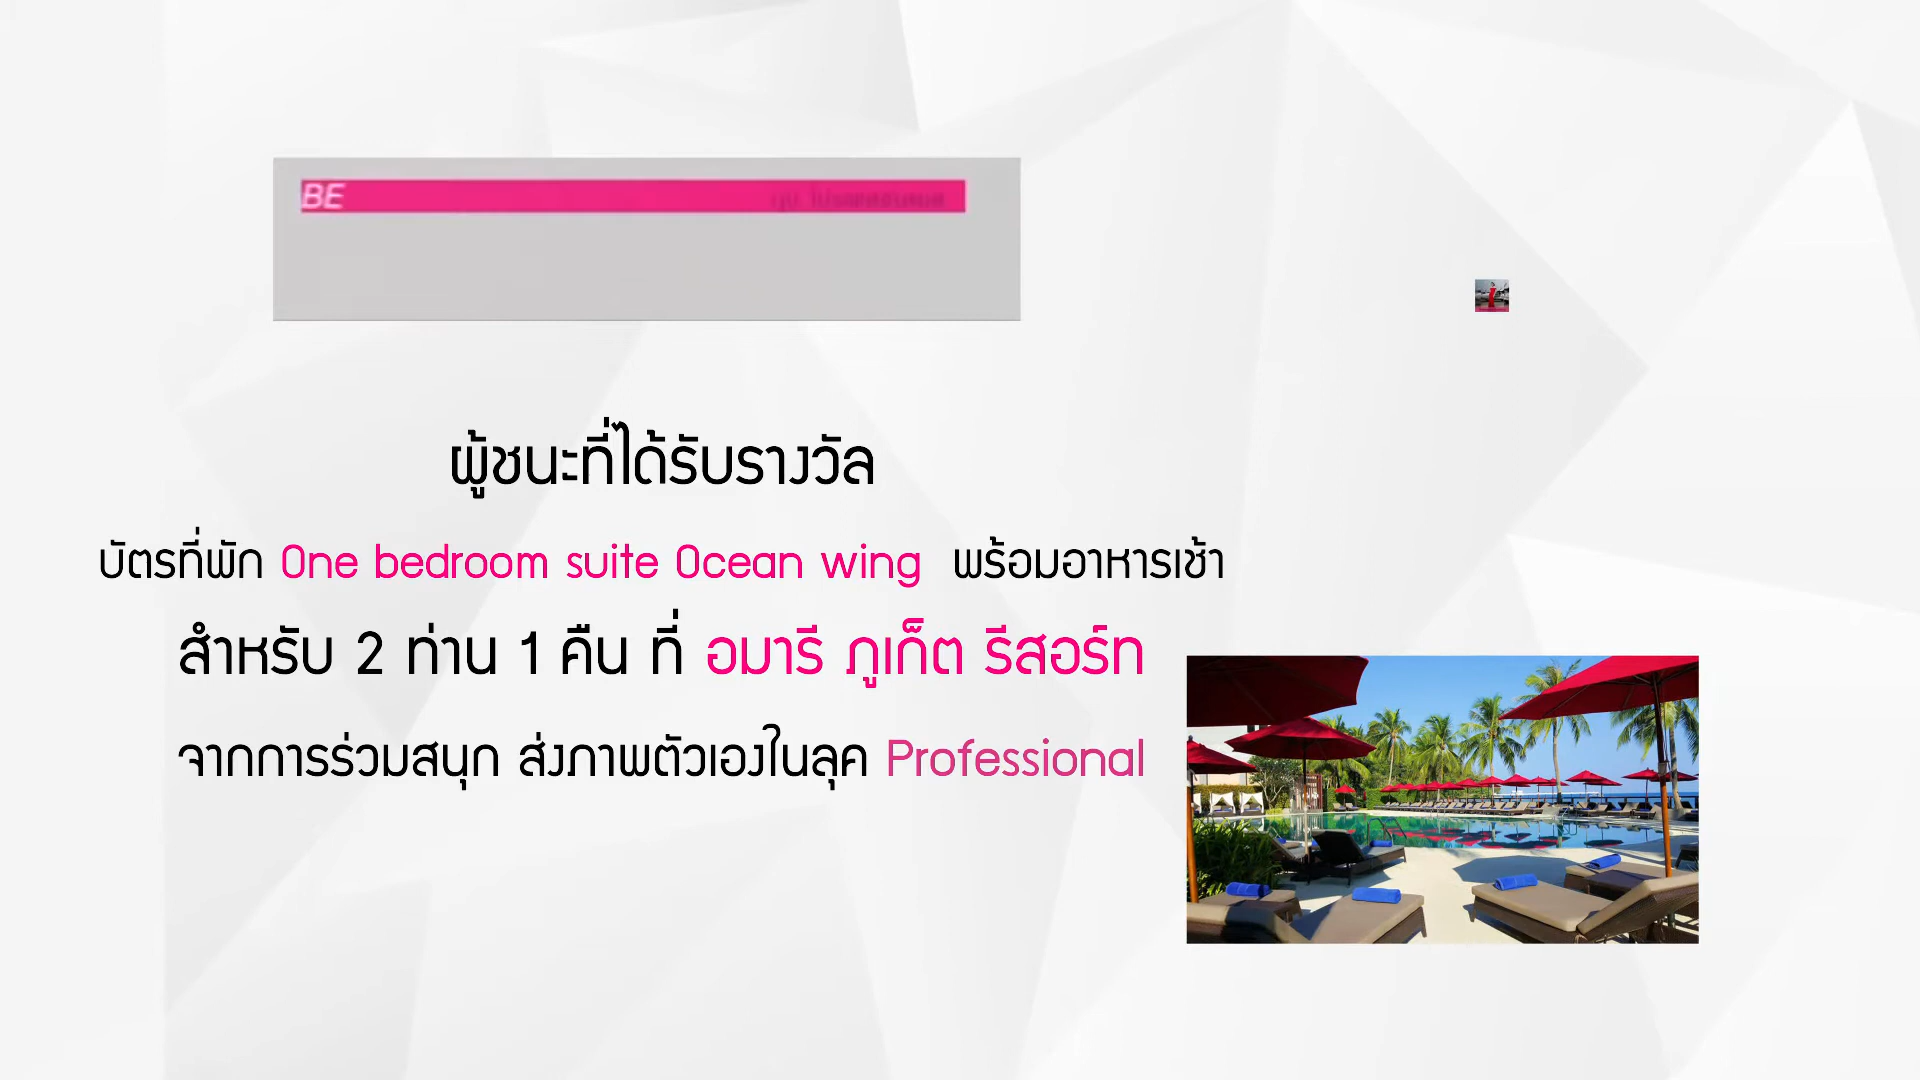 BE
ผู้ชนะที่ได้รับรางวัล
บัตรที่พัก One bedroom suite Ocean wing พร้อมอาหารเช้า
สำหรับ 2 ท่าน 1 คืน ที่ อมารี ภูเก็ต รีสอร์ท
จากการร่วมสนุก ส่งภาพตัวเองในลุค Professional